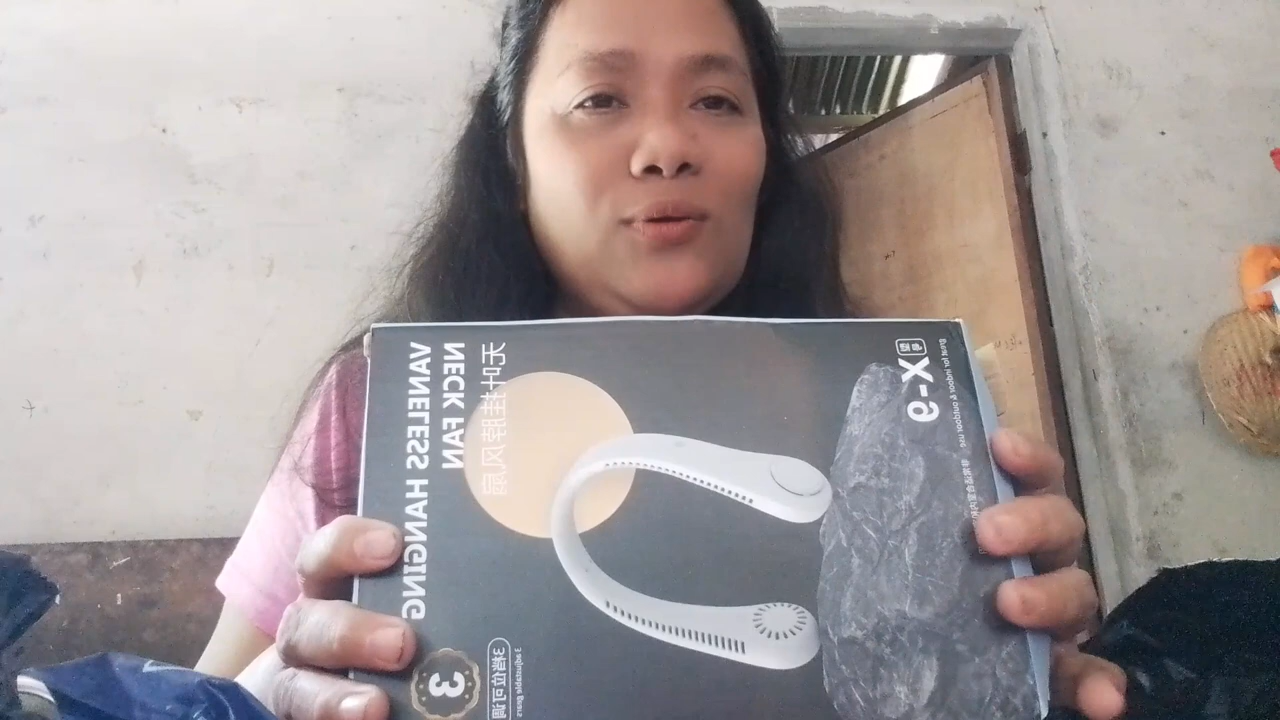 VANELESS HANGING
NECK FAN
无叶挂脖风扇
3
3档位可调
3 adjustable gears
X-9
Great for indoor & outdoor use